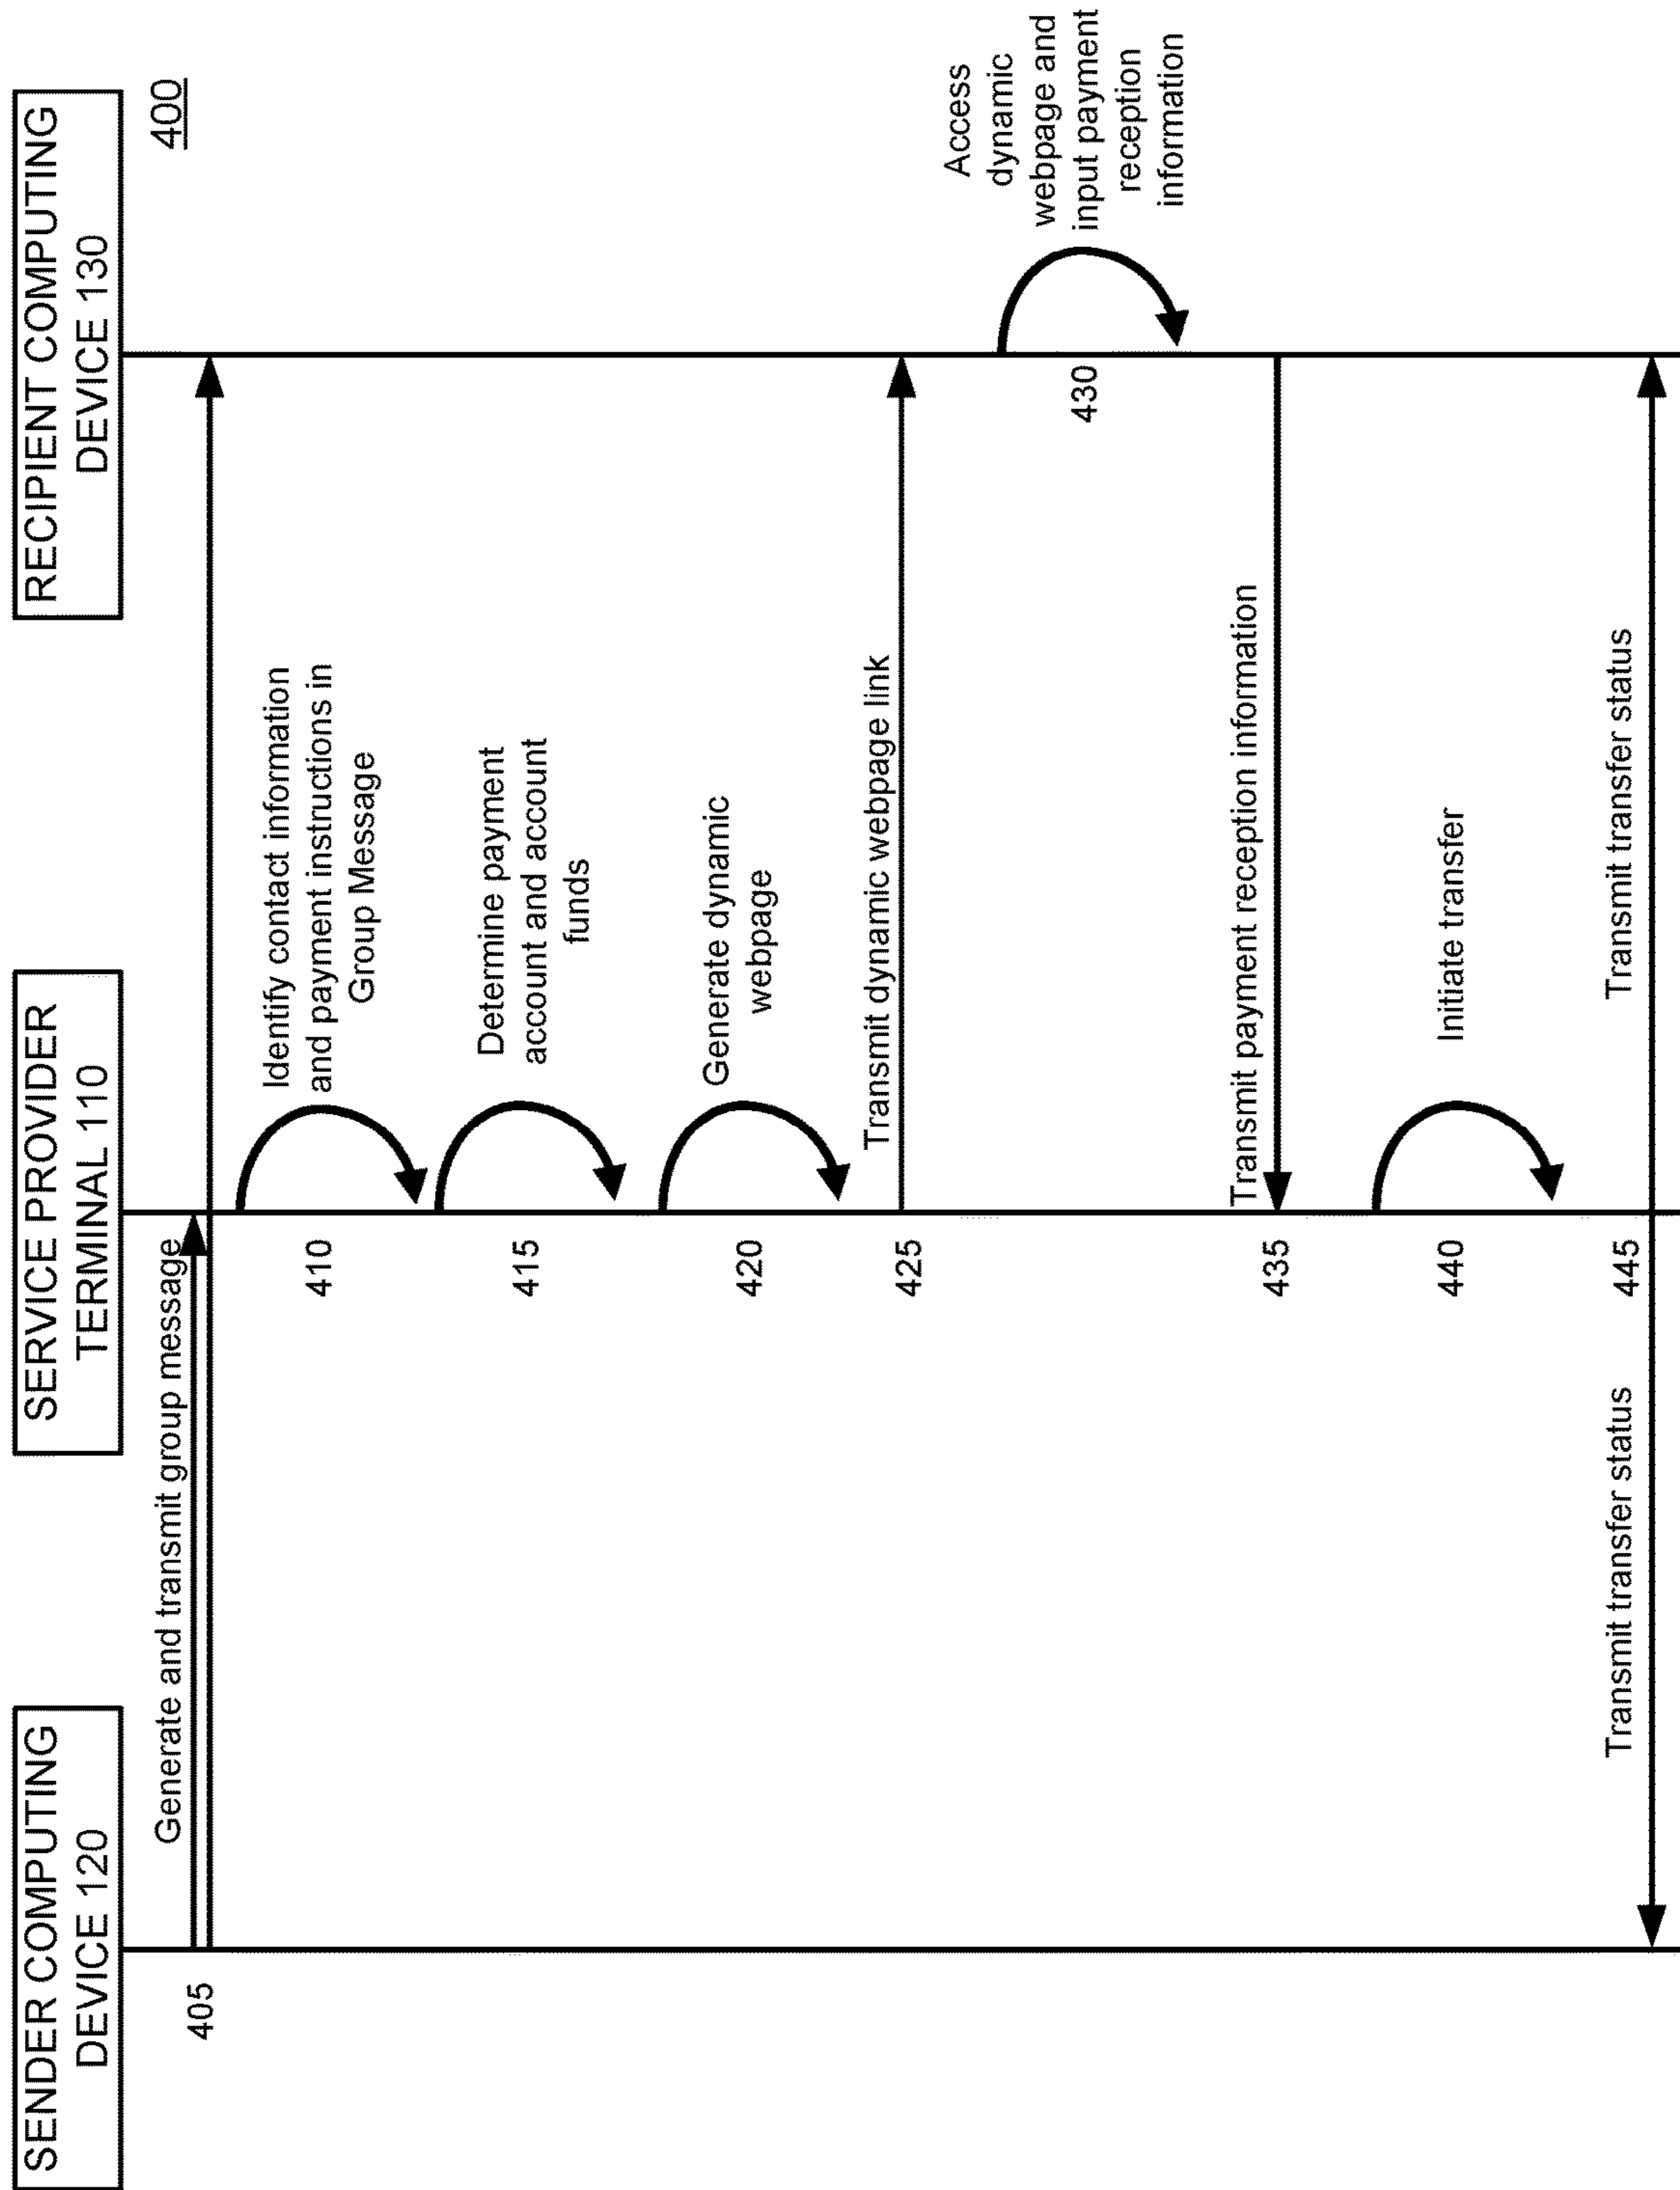 SENDER COMPUTING
DEVICE 120
SERVICE PROVIDER
TERMINAL 110
RECIPIENT COMPUTING
DEVICE 130
400
405
Generate and transmit group message
410
Identify contact information
and payment instructions in
Group Message
415
Determine payment
account and account
funds
420
Generate dynamic
webpage
425
Transmit dynamic webpage link
430
Access
dynamic
webpage and
input payment
reception
information
435
Transmit payment reception information
440
Initiate transfer
445
Transmit transfer status
Transmit transfer status